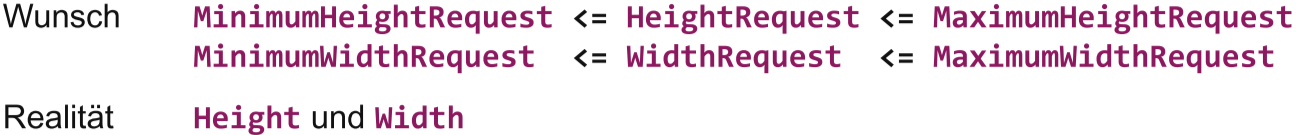 Wunsch MinimumHeightRequest <= HeightRequest <= MaximumHeightRequest
MinimumWidthRequest <= WidthRequest <= MaximumWidthRequest
Realität Height und Width